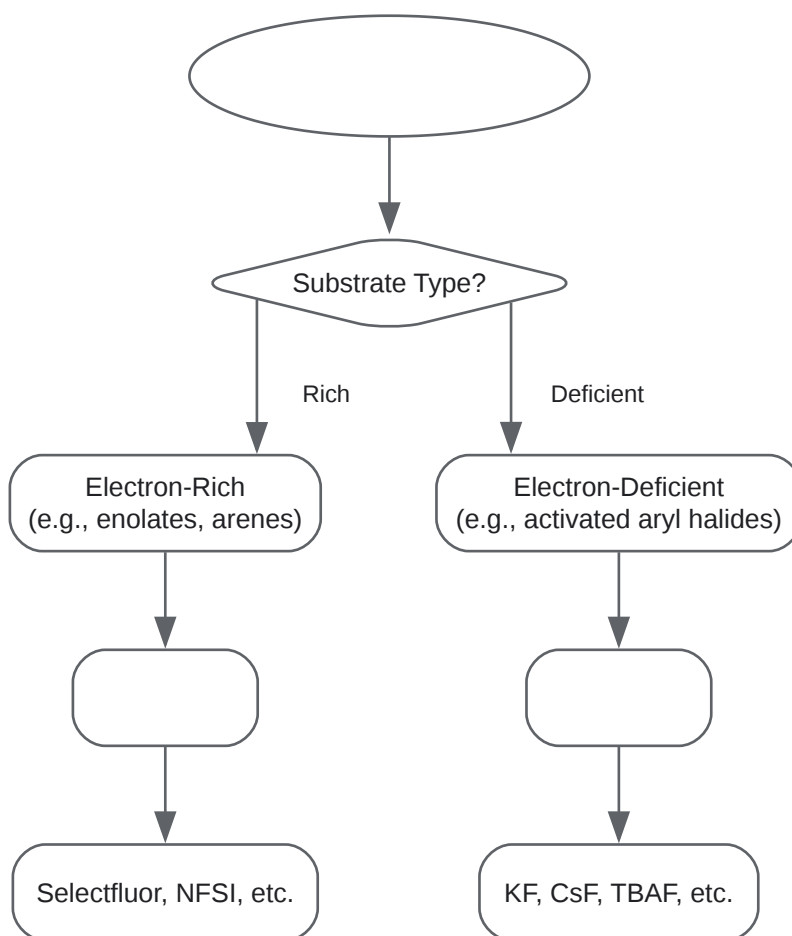 Substrate Type?
Rich
Deficient
Electron-Rich
(e.g., enolates, arenes)
Electron-Deficient
(e.g., activated aryl halides)
Selectfluor, NFSI, etc.
KF, CsF, TBAF, etc.